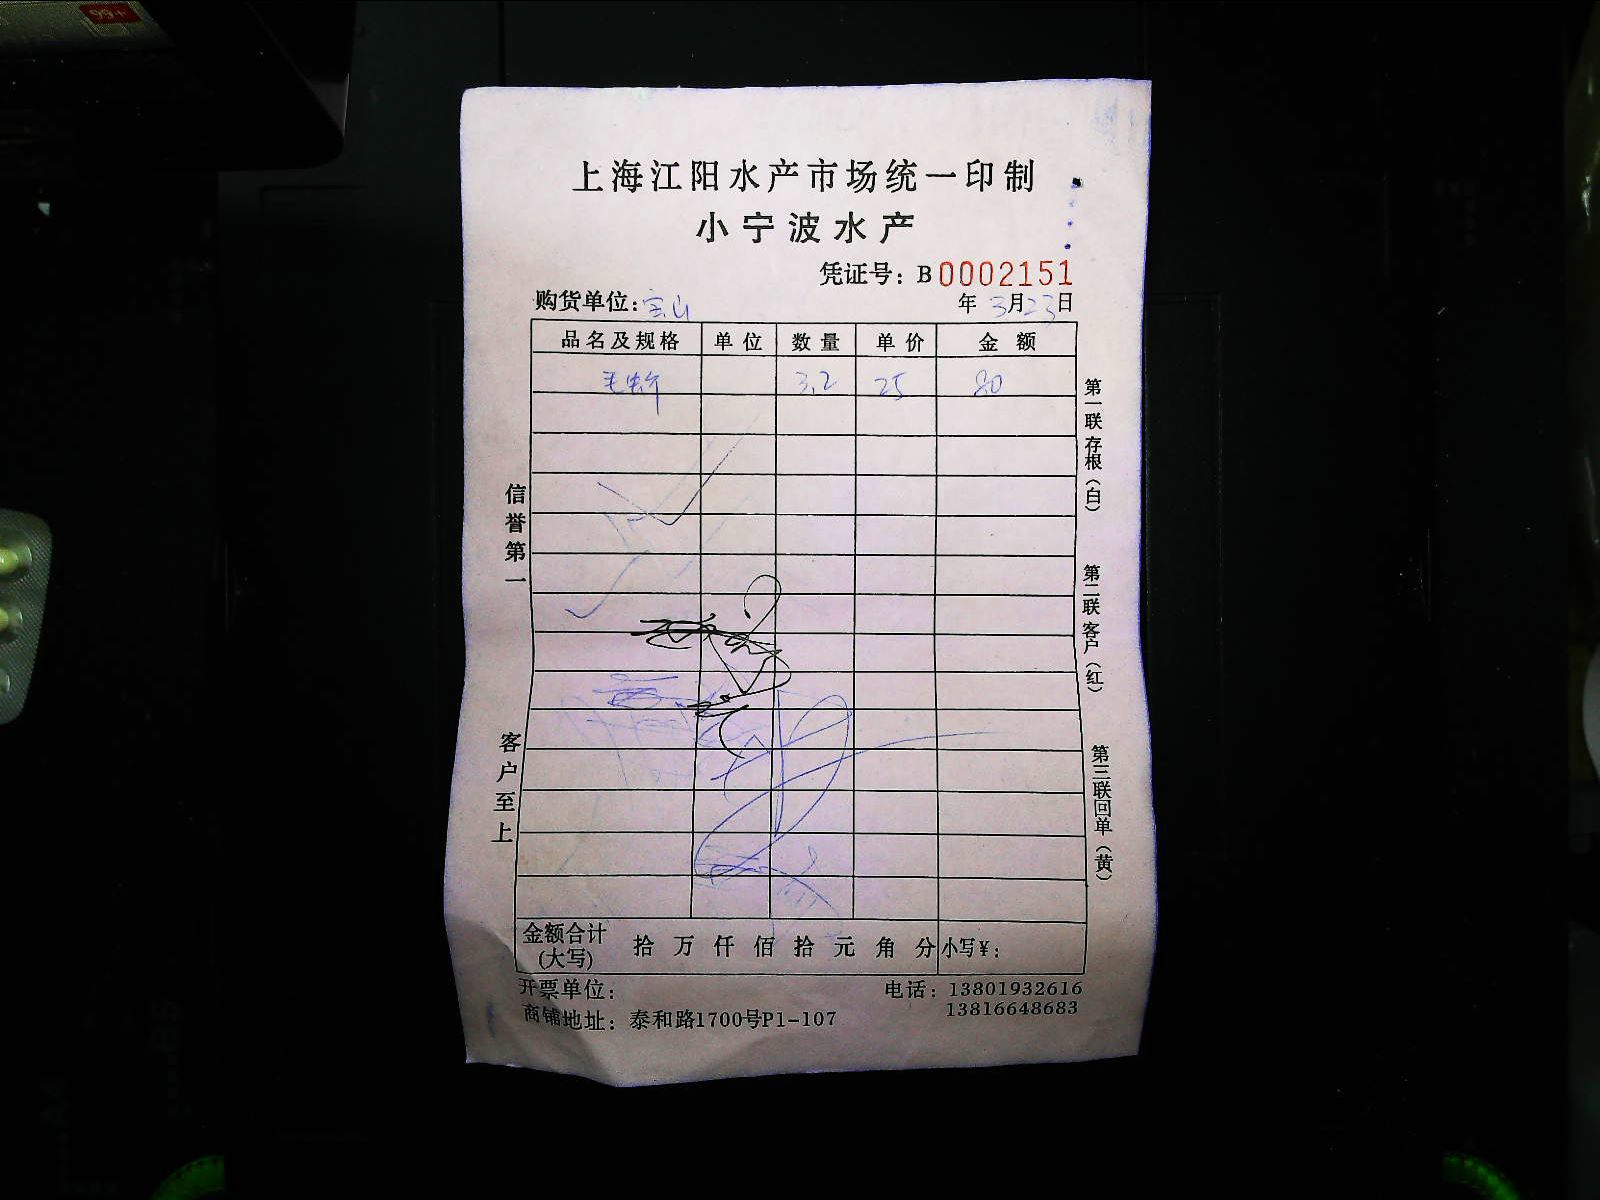 99+
上海江阳水产市场统一印制
小宁波水产
凭证号：B0002151
购货单位：宝山 年 3月23日
品名及规格 单位 数量 单价 金额
3.2 25 80
信誉第一
客户至上
第一联存根（白）
第二联客户（红）
第三联回单（黄）
金额合计(大写) 拾 万 仟 佰 拾 元 角 分 小写¥：
开票单位： 电话：13801932616
13816648683
商铺地址：泰和路1700号P1-107